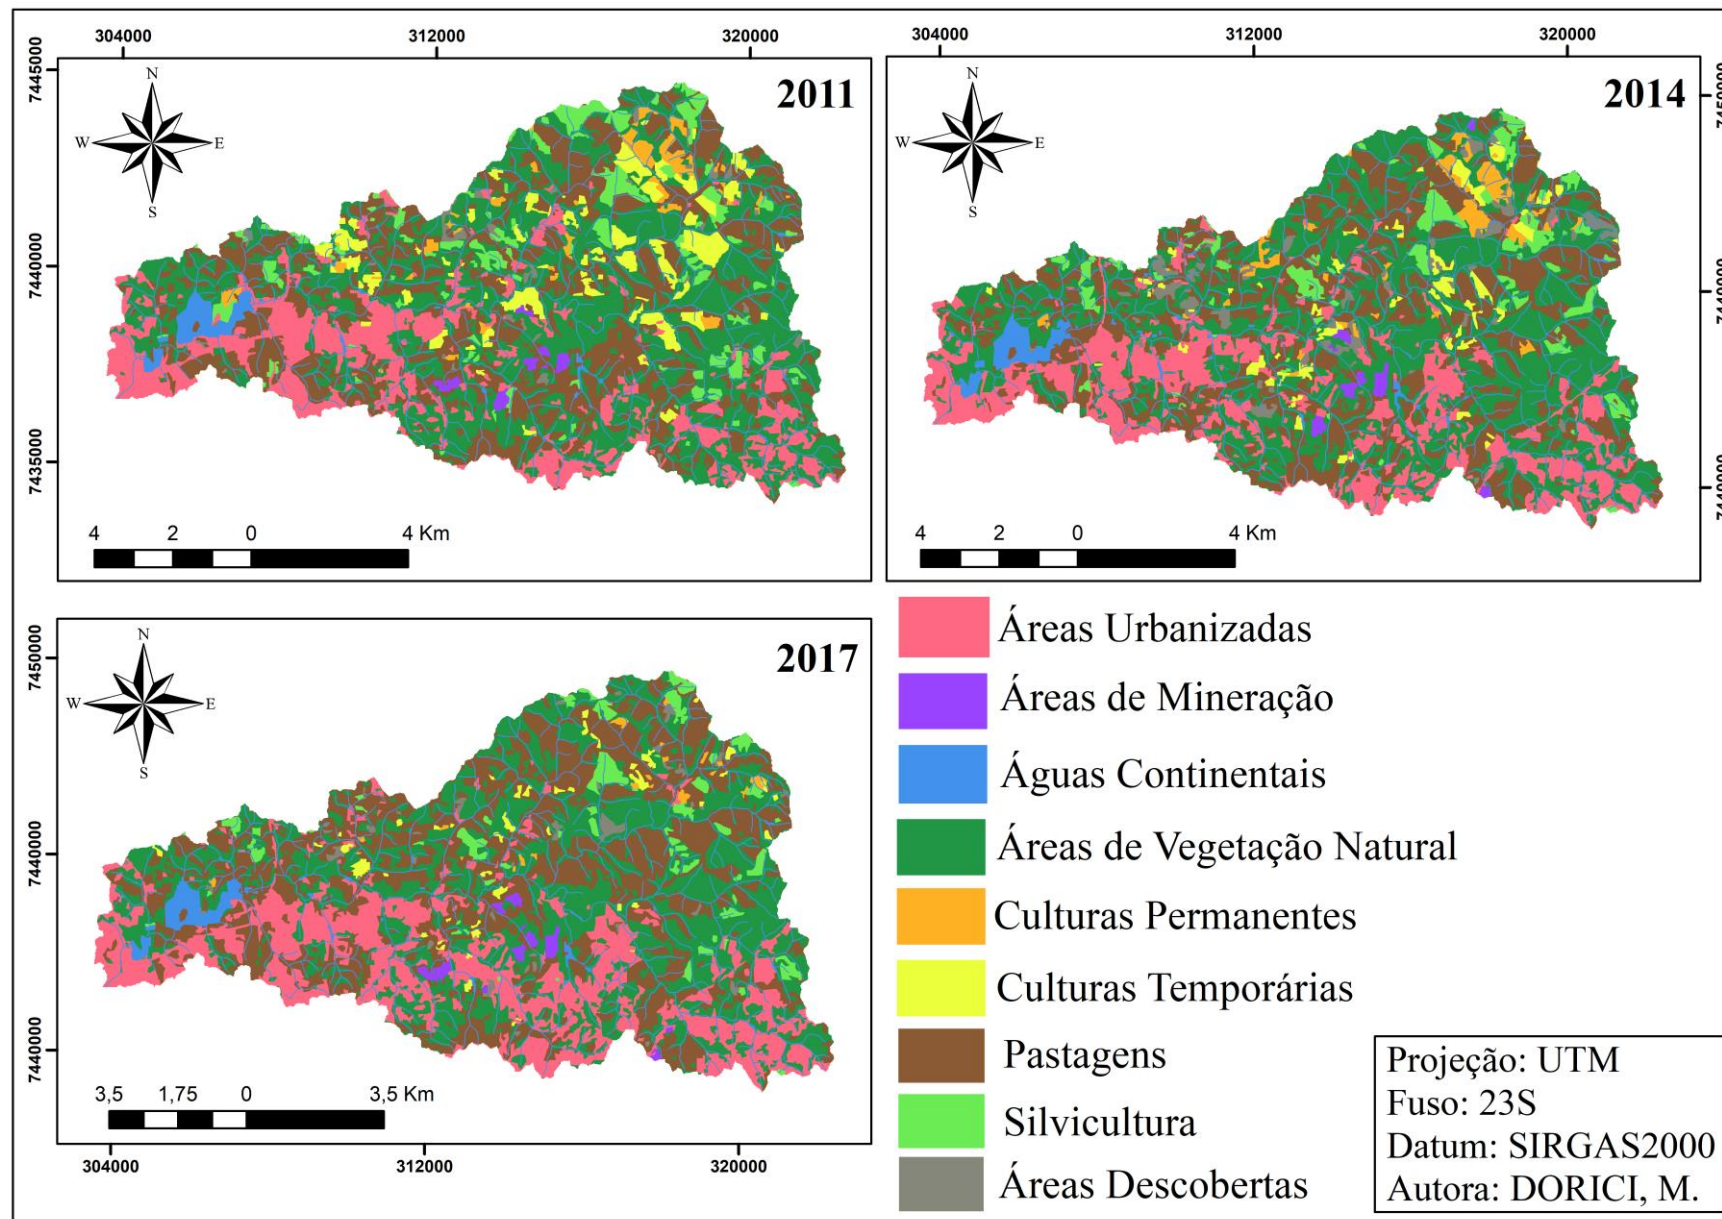 304000 312000 320000
7445000
7440000
7435000
N
W E
S
2011
4 2 0 4 Km
304000 312000 320000
N
W E
S
2014
7440000
4 2 0 4 Km
7450000
7440000
7440000
N
W E
S
2017
3,5 1,75 0 3,5 Km
304000 312000 320000
Áreas Urbanizadas
Áreas de Mineração
Águas Continentais
Áreas de Vegetação Natural
Culturas Permanentes
Culturas Temporárias
Pastagens
Silvicultura
Áreas Descobertas
Projeção: UTM
Fuso: 23S
Datum: SIRGAS2000
Autora: DORICI, M.